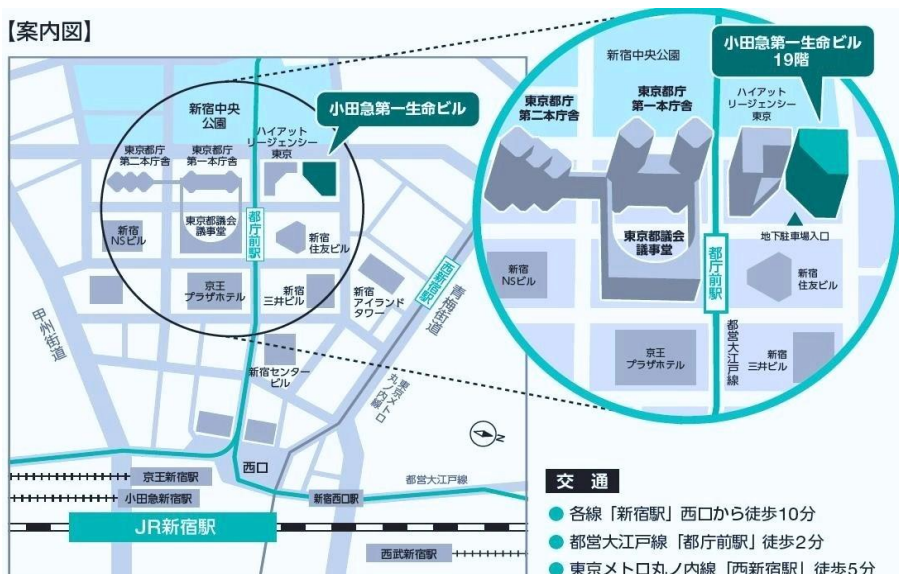 【案内図】
新宿中央
公園
小田急第一生命ビル
ハイアット
リージェンシー
東京
東京都庁
第二本庁舎
東京都庁
第一本庁舎
東京都議会
議事堂
都庁前駅
新宿
NSビル
新宿
住友ビル
京王
プラザホテル
新宿
三井ビル
新宿
アイランド
タワー
西新宿駅
青梅街道
甲州街道
新宿センター
ビル
東京メトロ
丸ノ内線
N
西口
京王新宿駅
小田急新宿駅
新宿西口駅
都営大江戸線
JR新宿駅
西武新宿駅
新宿中央公園
小田急第一生命ビル
19階
東京都庁
第二本庁舎
東京都庁
第一本庁舎
ハイアット
リージェンシー
東京
東京都議会
議事堂
地下駐車場入口
都庁前駅
新宿
NSビル
新宿
住友ビル
都営大江戸線
京王
プラザホテル
新宿
三井ビル
交通
各線「新宿駅」西口から徒歩10分
都営大江戸線「都庁前駅」徒歩2分
東京メトロ丸ノ内線「西新宿駅」徒歩5分